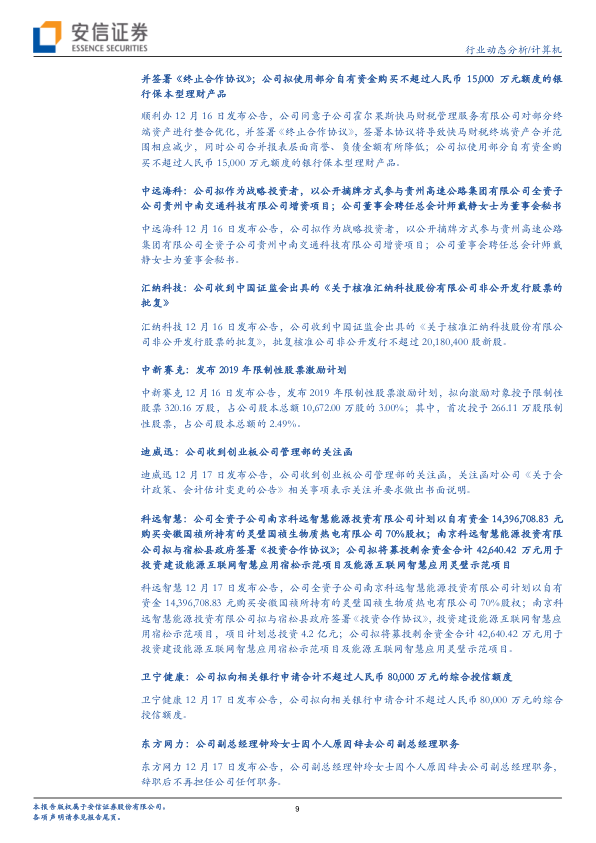 安信证券
ESSENCE SECURITIES
行业动态分析/计算机
并签署《终止合作协议》；公司拟使用部分自有资金购买不超过人民币 15,000 万元额度的银
行保本型理财产品
顺利办 12 月 16 日发布公告，公司同意子公司霍尔果斯快马财税管理服务有限公司对部分终
端资产进行整合优化，并签署《终止合作协议》，签署本协议将导致快马财税终端资产合并范
围相应减少，同时公司合并报表层面商誉、负债金额有所降低；公司拟使用部分自有资金购
买不超过人民币 15,000 万元额度的银行保本型理财产品。
中远海科：公司拟作为战略投资者，以公开摘牌方式参与贵州高速公路集团有限公司全资子
公司贵州中南交通科技有限公司增资项目；公司董事会聘任总会计师戴静女士为董事会秘书
中远海科 12 月 16 日发布公告，公司拟作为战略投资者，以公开摘牌方式参与贵州高速公路
集团有限公司全资子公司贵州中南交通科技有限公司增资项目；公司董事会聘任总会计师戴
静女士为董事会秘书。
汇纳科技：公司收到中国证监会出具的《关于核准汇纳科技股份有限公司非公开发行股票的
批复》
汇纳科技 12 月 16 日发布公告，公司收到中国证监会出具的《关于核准汇纳科技股份有限公
司非公开发行股票的批复》，批复核准公司非公开发行不超过 20,180,400 股新股。
中新赛克：发布 2019 年限制性股票激励计划
中新赛克 12 月 16 日发布公告，发布 2019 年限制性股票激励计划，拟向激励对象授予限制性
股票 320.16 万股，占公司股本总额 10,672.00 万股的 3.00%；其中，首次授予 266.11 万股限制
性股票，占公司股本总额的 2.49%。
迪威迅：公司收到创业板公司管理部的关注函
迪威迅 12 月 17 日发布公告，公司收到创业板公司管理部的关注函，关注函对公司《关于会
计政策、会计估计变更的公告》相关事项表示关注并要求做出书面说明。
科远智慧：公司全资子公司南京科远智慧能源投资有限公司计划以自有资金 14,396,708.83 元
购买安徽国祯所持有的灵璧国祯生物质热电有限公司 70%股权；南京科远智慧能源投资有限
公司拟与宿松县政府签署《投资合作协议》；公司拟将募投剩余资金合计 42,640.42 万元用于
投资建设能源互联网智慧应用宿松示范项目及能源互联网智慧应用灵璧示范项目
科远智慧 12 月 17 日发布公告，公司全资子公司南京科远智慧能源投资有限公司计划以自有
资金 14,396,708.83 元购买安徽国祯所持有的灵璧国祯生物质热电有限公司 70%股权；南京科
远智慧能源投资有限公司拟与宿松县政府签署《投资合作协议》，投资建设能源互联网智慧应
用宿松示范项目，项目计划总投资 4.2 亿元；公司拟将募投剩余资金合计 42,640.42 万元用于
投资建设能源互联网智慧应用宿松示范项目及能源互联网智慧应用灵璧示范项目。
卫宁健康：公司拟向相关银行申请合计不超过人民币 80,000 万元的综合授信额度
卫宁健康 12 月 17 日发布公告，公司拟向相关银行申请合计不超过人民币 80,000 万元的综合
授信额度。
东方网力：公司副总经理钟玲女士因个人原因辞去公司副总经理职务
东方网力 12 月 17 日发布公告，公司副总经理钟玲女士因个人原因辞去公司副总经理职务，
辞职后不再担任公司任何职务。
本报告版权属于安信证券股份有限公司。
各项声明请参见报告尾页。
9